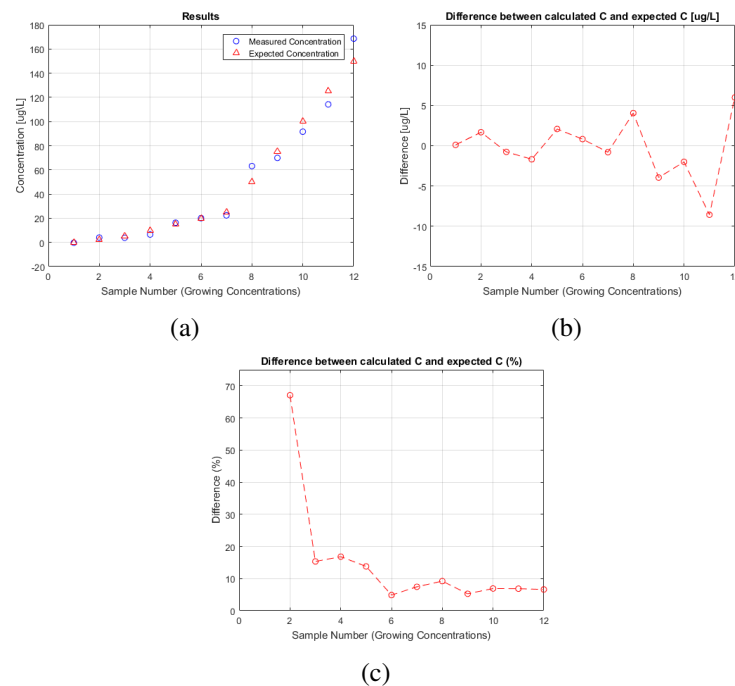 Results
180
160
140
120
100
80
60
40
20
0
-20
Concentration [ug\L]
Measured Concentration
Expected Concentration
0 2 4 6 8 10 12
Sample Number (Growing Concentrations)
(a)
Difference between calculated C and expected C [ug/L]
15
10
5
0
-5
-10
-15
Difference [ug/L]
0 2 4 6 8 10 12
Sample Number (Growing Concentrations)
(b)
Difference between calculated C and expected C (%)
70
60
50
40
30
20
10
0
Difference (%)
0 2 4 6 8 10 12
Sample Number (Growing Concentrations)
(c)